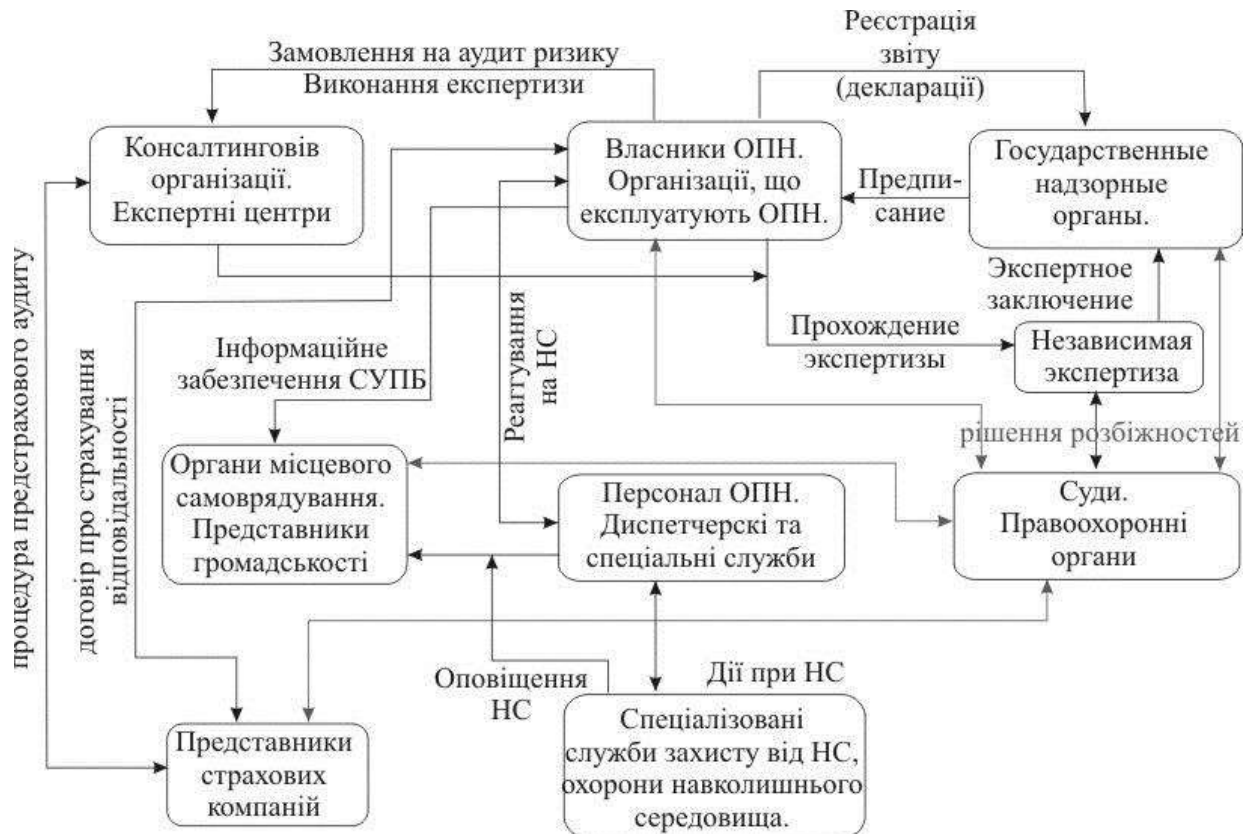 Замовлення на аудит ризику
Виконання експертизи
Реєстрація
звіту
(декларації)
Консалтинговів
організації.
Експертні центри
Власники ОПН.
Організації, що
експлуатують ОПН.
Предпи-
сание
Государственные
надзорные
органы.
Экспертное
заключение
Прохождение
экспертизы
Независимая
экспертиза
Інформаційне
забезпечення СУПБ
Реаггування
на НС
процедура предстрахового аудиту
договір про страхування
відповідальності
рішення розбіжностей
Органи місцевого
самоврядування.
Представники
громадськості
Персонал ОПН.
Диспетчерскі та
спеціальні служби
Суди.
Правоохоронні
органи
Оповіщення
НС
Дії при НС
Представники
страхових
компаній
Спеціалізовані
служби захисту від НС,
охорони навколишнього
середовища.